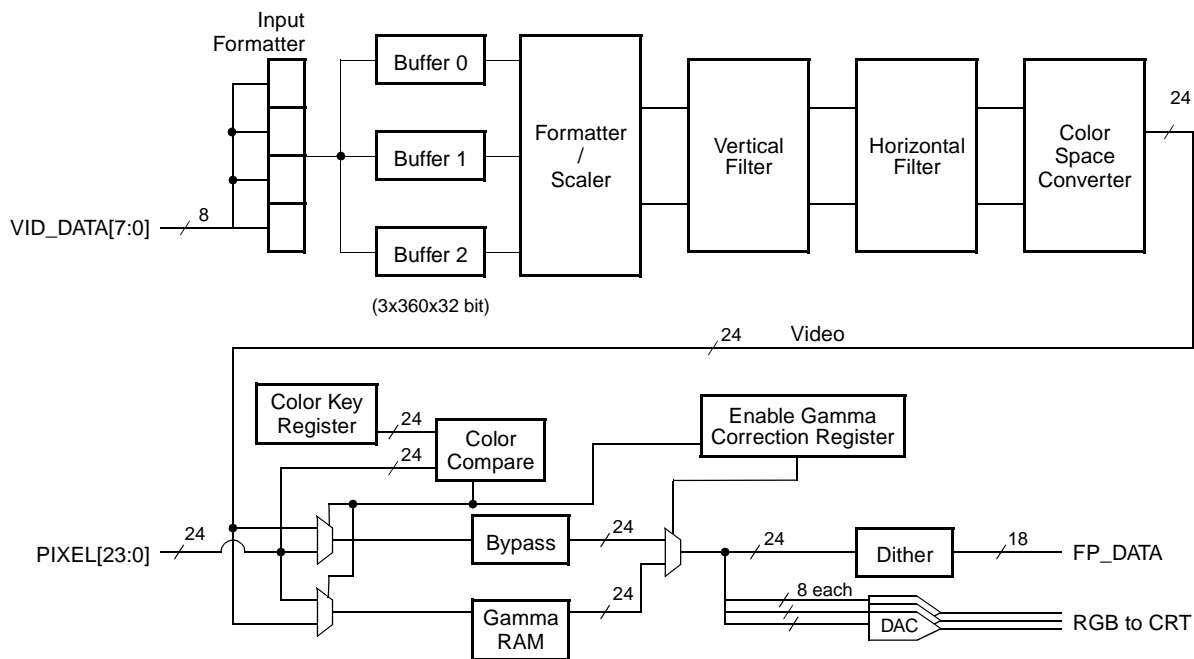 Input
Formatter
Buffer 0
Buffer 1
Buffer 2
(3x360x32 bit)
Formatter
/
Scaler
Vertical
Filter
Horizontal
Filter
Color
Space
Converter
24
VID_DATA[7:0]
8
24
Video
Color Key
Register
24
Color
Compare
24
Enable Gamma
Correction Register
PIXEL[23:0]
24
Bypass
24
24
Dither
18
FP_DATA
Gamma
RAM
24
8 each
DAC
RGB to CRT